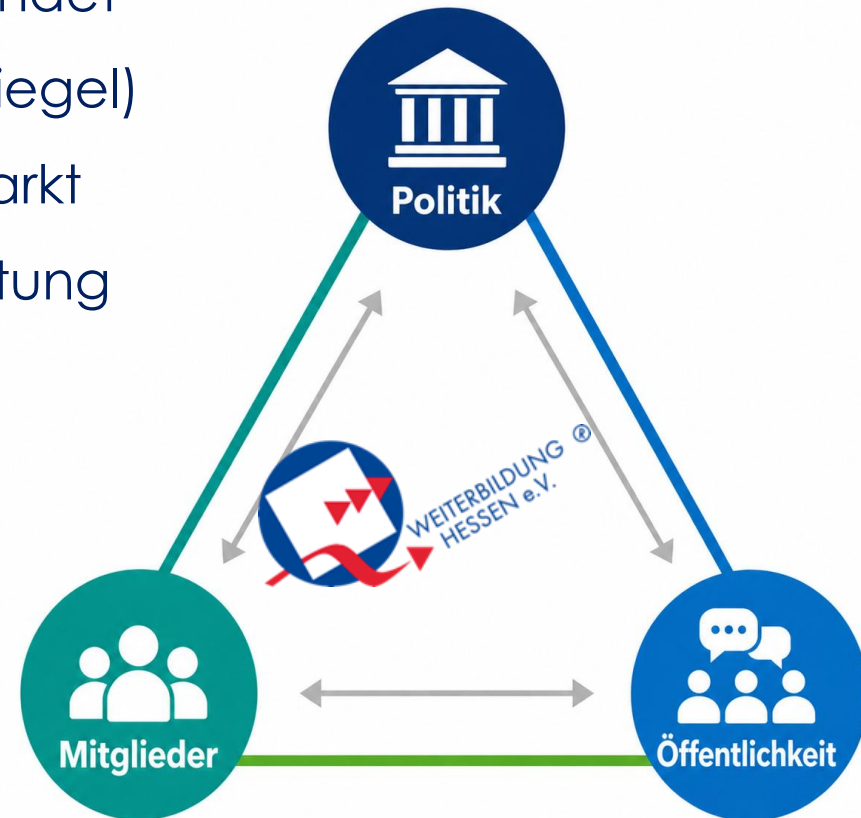 iegel)
arkt
tung
Politik
WEITERBILDUNG ®
HESSEN e.V.
Mitglieder
Öffentlichkeit